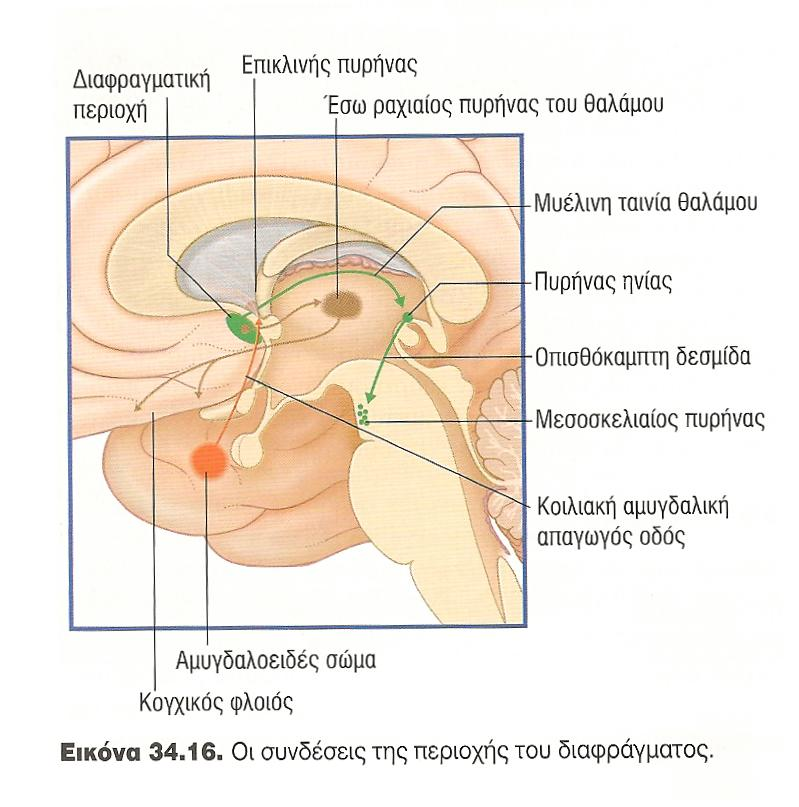 Διαφραγματική
περιοχή
Επικλινής πυρήνας
Έσω ραχιαίος πυρήνας του θαλάμου
Μυέλινη ταινία θαλάμου
Πυρήνας ηνίας
Οπισθόκαμπτη δεσμίδα
Μεσοσκελιαίος πυρήνας
Κοιλιακή αμυγδαλική
απαγωγός οδός
Αμυγδαλοειδές σώμα
Κογχικός φλοιός
Εικόνα 34.16. Οι συνδέσεις της περιοχής του διαφράγματος.